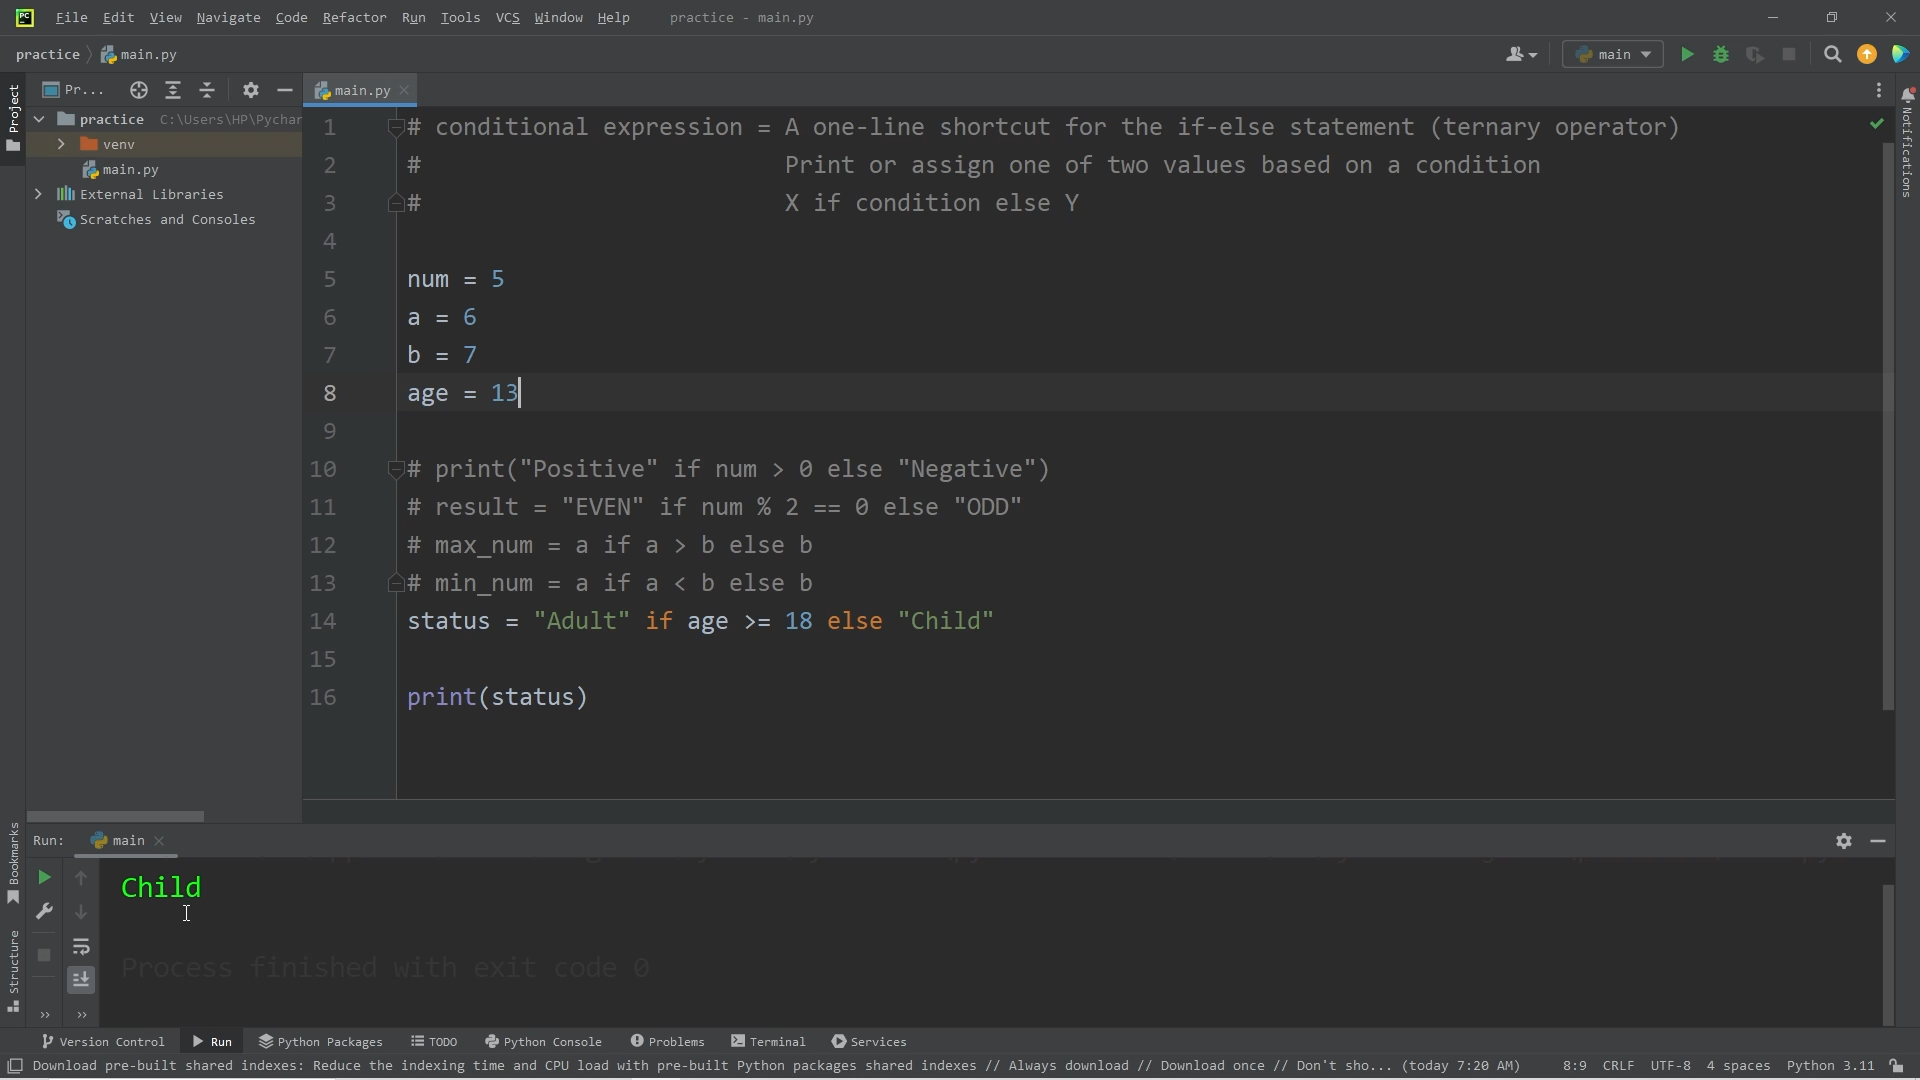 File Edit View Navigate Code Refactor Run Tools VCS Window Help practice - main.py
practice main.py main
Pr... main.py
Project
practice C:\Users\HP\Pychar
venv
main.py
External Libraries
Scratches and Consoles
Notifications
1 # conditional expression = A one-line shortcut for the if-else statement (ternary operator)
2 # Print or assign one of two values based on a condition
3 # X if condition else Y
4
5 num = 5
6 a = 6
7 b = 7
8 age = 13
9
10 # print("Positive" if num > 0 else "Negative")
11 # result = "EVEN" if num % 2 == 0 else "ODD"
12 # max_num = a if a > b else b
13 # min_num = a if a < b else b
14 status = "Adult" if age >= 18 else "Child"
15
16 print(status)
Bookmarks
Structure
Run: main
Child
Process finished with exit code 0
Version Control Run Python Packages TODO Python Console Problems Terminal Services
Download pre-built shared indexes: Reduce the indexing time and CPU load with pre-built Python packages shared indexes // Always download // Download once // Don't sho... (today 7:20 AM) 8:9 CRLF UTF-8 4 spaces Python 3.11